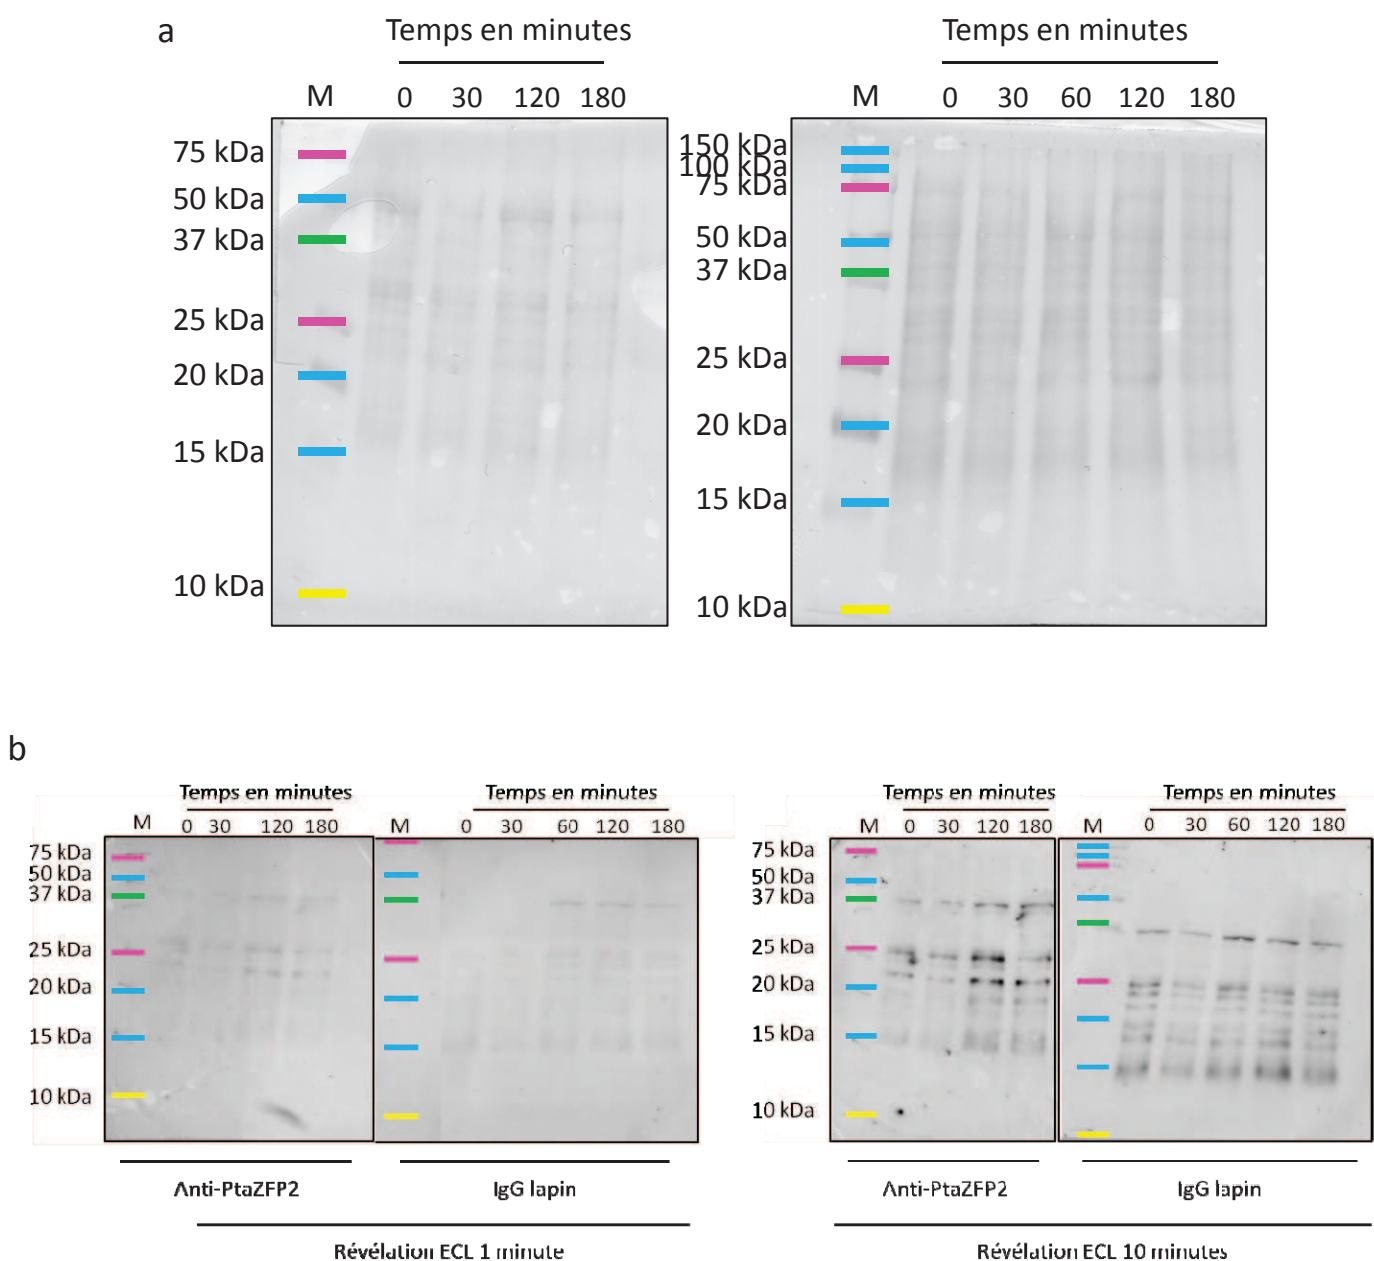 a
Temps en minutes
M 0 30 120 180
75 kDa
50 kDa
37 kDa
25 kDa
20 kDa
15 kDa
10 kDa
Temps en minutes
M 0 30 60 120 180
150 kDa
100 kDa
75 kDa
50 kDa
37 kDa
25 kDa
20 kDa
15 kDa
10 kDa
b
Temps en minutes
M 0 30 120 180
75 kDa
50 kDa
37 kDa
25 kDa
20 kDa
15 kDa
10 kDa
Anti-PtaZFP2
Temps en minutes
M 0 30 60 120 180
IgG lapin
Révélation ECL 1 minute
Temps en minutes
M 0 30 120 180
75 kDa
50 kDa
37 kDa
25 kDa
20 kDa
15 kDa
10 kDa
Anti-PtaZFP2
Temps en minutes
M 0 30 60 120 180
IgG lapin
Révélation ECL 10 minutes